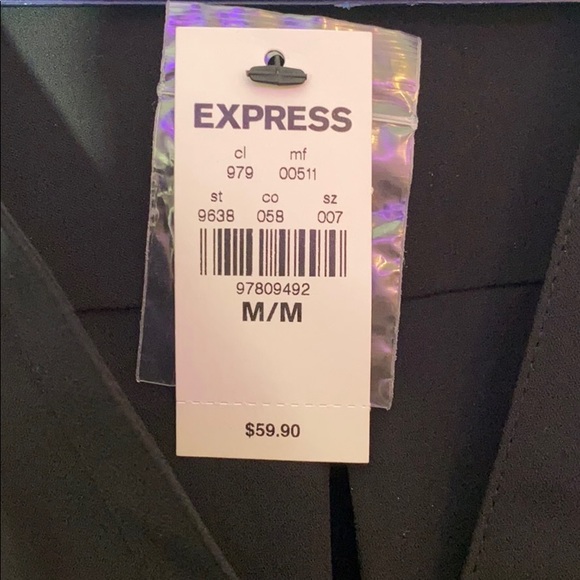 EXPRESS
cl mf
979 00511
st co sz
9638 058 007
97809492
M/M
$59.90